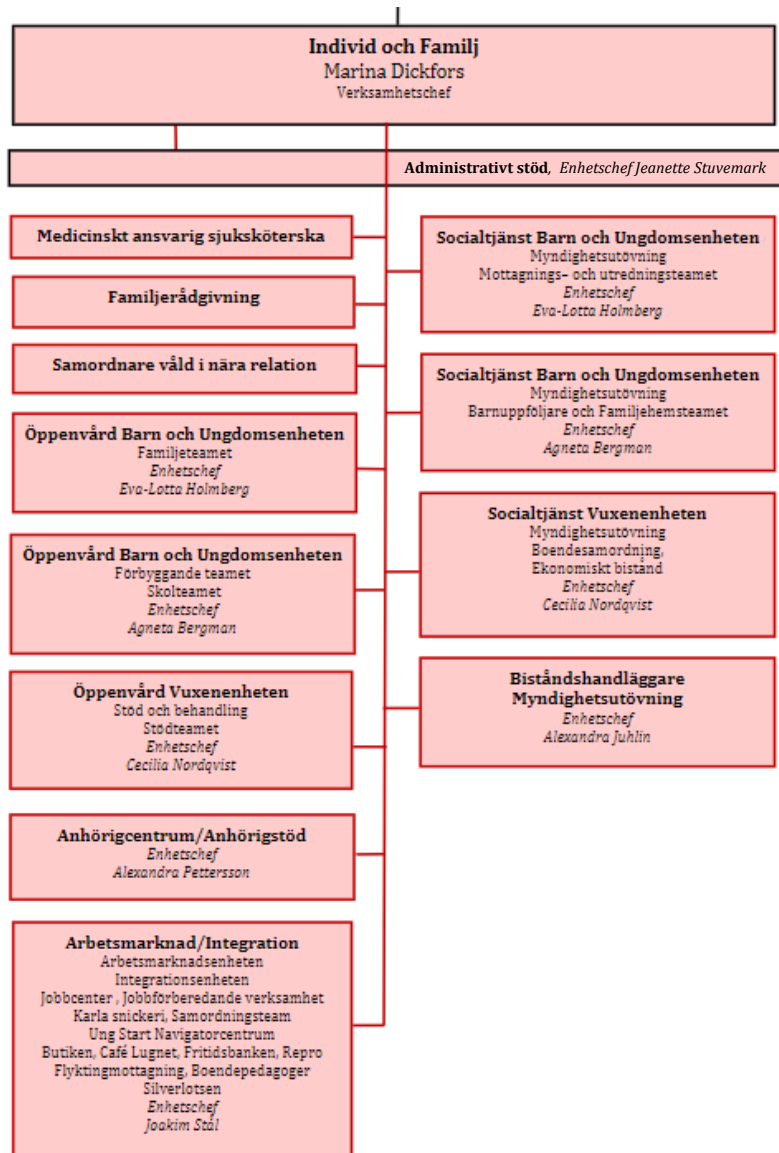 Individ och Familj
Marina Dickfors
Verksamhetschef
Administrativt stöd, Enhetschef Jeanette Stuvemark
Medicinskt ansvarig sjuksköterska
Familjerådgivning
Samordnare våld i nära relation
Öppenvård Barn och Ungdomsenheten
Familjeteamet
Enhetschef
Eva-Lotta Holmberg
Öppenvård Barn och Ungdomsenheten
Förbyggande teamet
Skolteamet
Enhetschef
Agneta Bergman
Öppenvård Vuxenenheten
Stöd och behandling
Stödteamet
Enhetschef
Cecilia Nordqvist
Anhörigcentrum/Anhörigstöd
Enhetschef
Alexandra Pettersson
Arbetsmarknad/Integration
Arbetsmarknadsenheten
Integrationsenheten
Jobbcenter , Jobbförberedande verksamhet
Karla snickeri, Samordningsteam
Ung Start Navigatorcentrum
Butiken, Café Lugnet, Fritidsbanken, Repro
Flyktingmottagning, Boendepedagoger
Silverlotsen
Enhetschef
Joakim Stål
Socialtjänst Barn och Ungdomsenheten
Myndighetsutövning
Mottagnings– och utredningsteamet
Enhetschef
Eva-Lotta Holmberg
Socialtjänst Barn och Ungdomsenheten
Myndighetsutövning
Barnuppföljare och Familjehemsteamet
Enhetschef
Agneta Bergman
Socialtjänst Vuxenenheten
Myndighetsutövning
Boendesamordning,
Ekonomiskt bistånd
Enhetschef
Cecilia Nordqvist
Biståndshandläggare
Myndighetsutövning
Enhetschef
Alexandra Juhlin